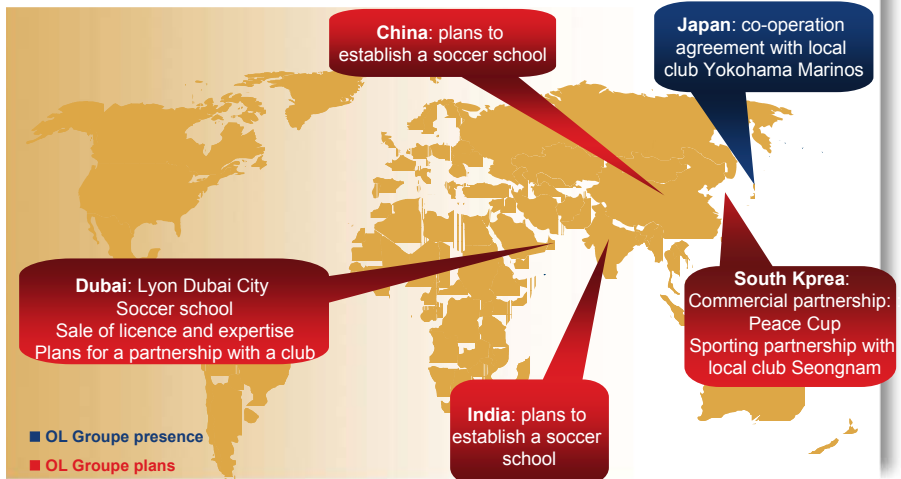 China: plans to
establish a soccer school
Japan: co-operation
agreement with local
club Yokohama Marinos
Dubai: Lyon Dubai City
Soccer school
Sale of licence and expertise
Plans for a partnership with a club
South Kprea:
Commercial partnership:
Peace Cup
Sporting partnership with
local club Seongnam
India: plans to
establish a soccer
school
OL Groupe presence
OL Groupe plans